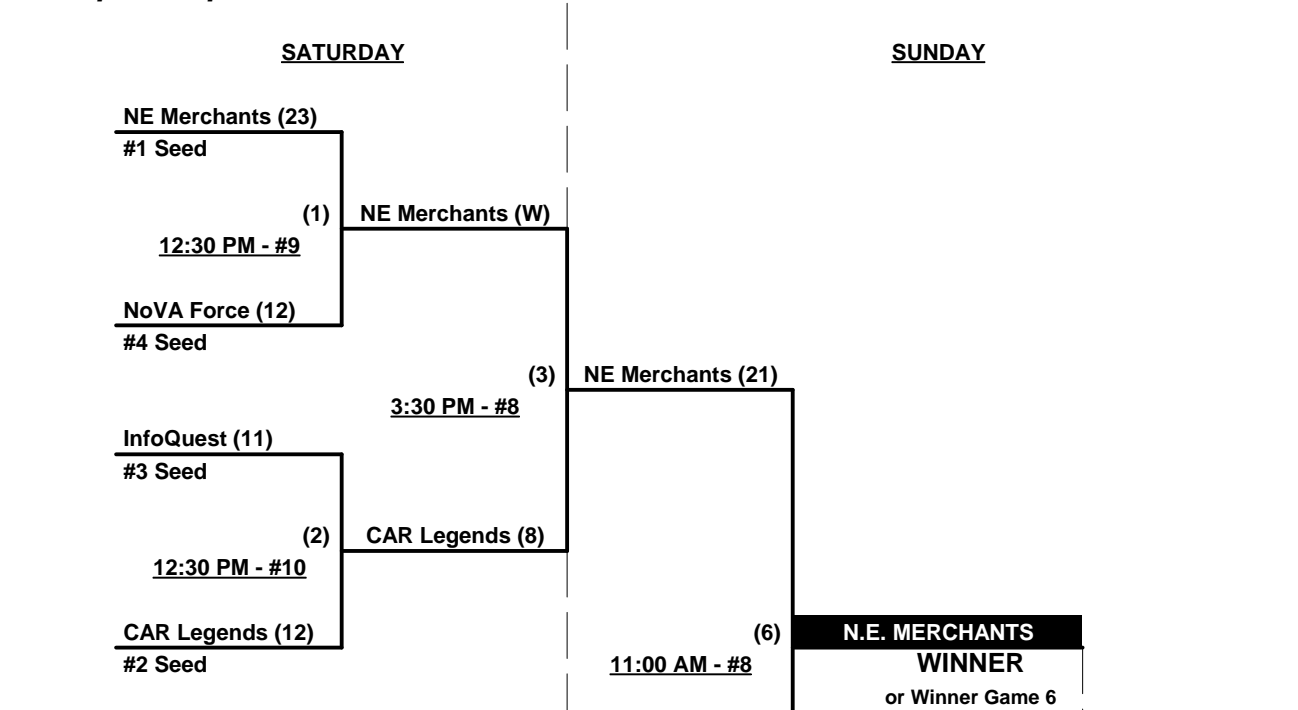 SATURDAY
SUNDAY
NE Merchants (23)
#1 Seed
(1)
NE Merchants (W)
12:30 PM - #9
NoVA Force (12)
#4 Seed
(3)
NE Merchants (21)
3:30 PM - #8
InfoQuest (11)
#3 Seed
(2)
CAR Legends (8)
12:30 PM - #10
CAR Legends (12)
#2 Seed
(6)
N.E. MERCHANTS
11:00 AM - #8
WINNER
or Winner Game 6